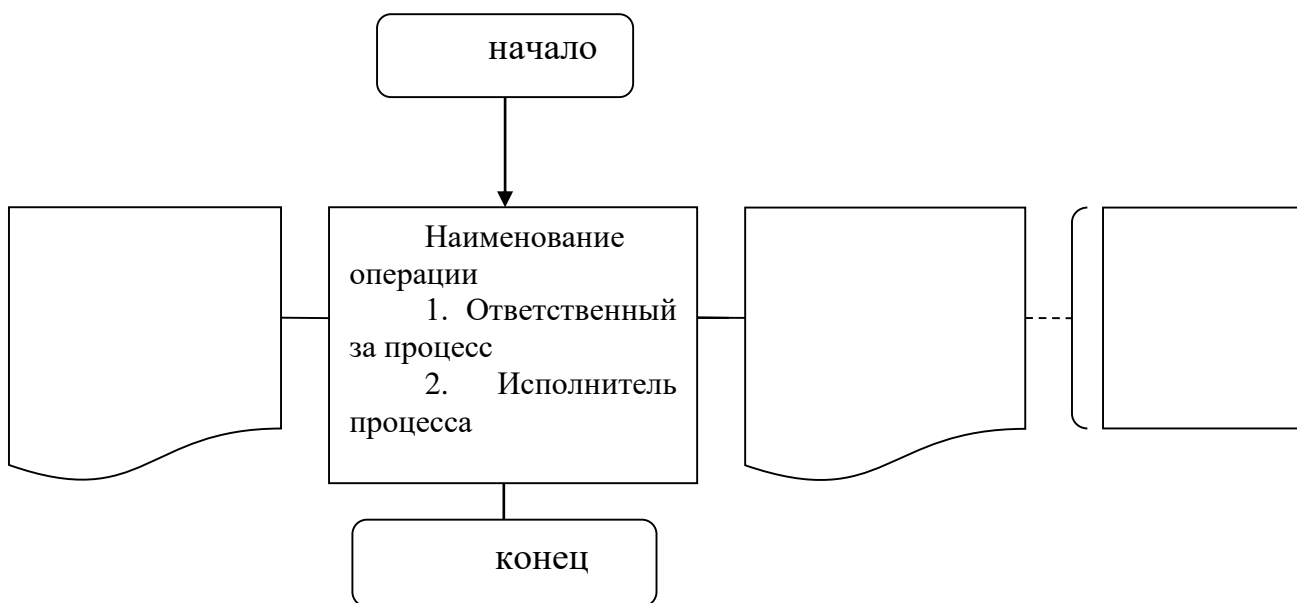 начало
Наименование
операции
1. Ответственный
за процесс
2. Исполнитель
процесса
конец